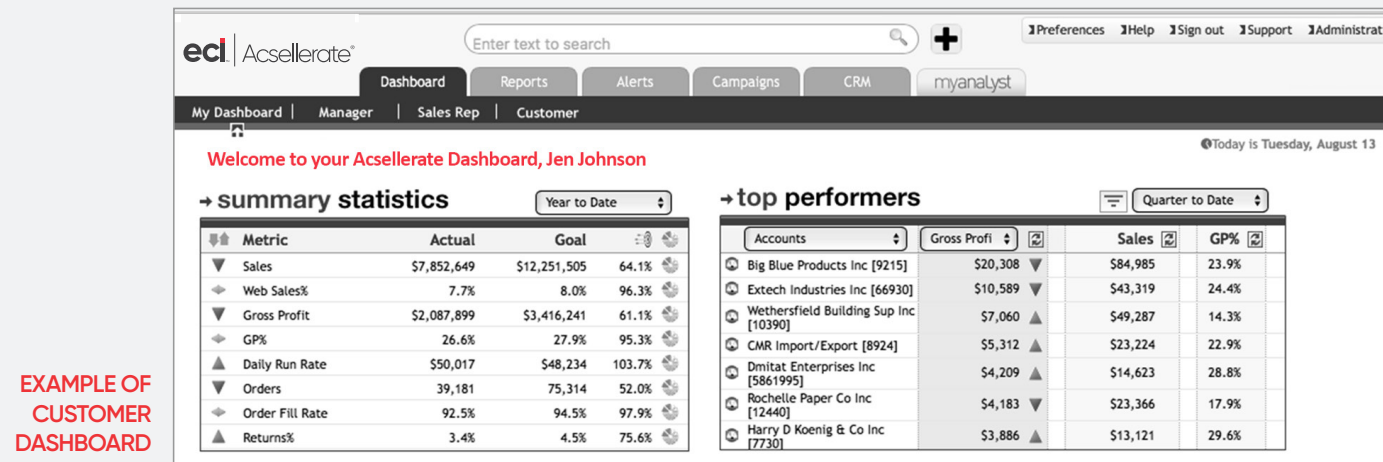 eci Acsellerate®
Enter text to search
Preferences Help Sign out Support Administrat
Dashboard Reports Alerts Campaigns CRM myanalyst
My Dashboard | Manager | Sales Rep | Customer
Today is Tuesday, August 13
Welcome to your Acsellerate Dashboard, Jen Johnson
summary statistics
Year to Date
Metric Actual Goal
Sales $7,852,649 $12,251,505 64.1%
Web Sales% 7.7% 8.0% 96.3%
Gross Profit $2,087,899 $3,416,241 61.1%
GP% 26.6% 27.9% 95.3%
Daily Run Rate $50,017 $48,234 103.7%
Orders 39,181 75,314 52.0%
Order Fill Rate 92.5% 94.5% 97.9%
Returns% 3.4% 4.5% 75.6%
top performers
Quarter to Date
Accounts Gross Profi Sales GP%
Big Blue Products Inc [9215] $20,308 $84,985 23.9%
Extech Industries Inc [66930] $10,589 $43,319 24.4%
Wethersfield Building Sup Inc
[10390] $7,060 $49,287 14.3%
CMR Import/Export [8924] $5,312 $23,224 22.9%
Dmitat Enterprises Inc
[5861995] $4,209 $14,623 28.8%
Rochelle Paper Co Inc
[12440] $4,183 $23,366 17.9%
Harry D Koenig & Co Inc
[7730] $3,886 $13,121 29.6%
EXAMPLE OF
CUSTOMER
DASHBOARD